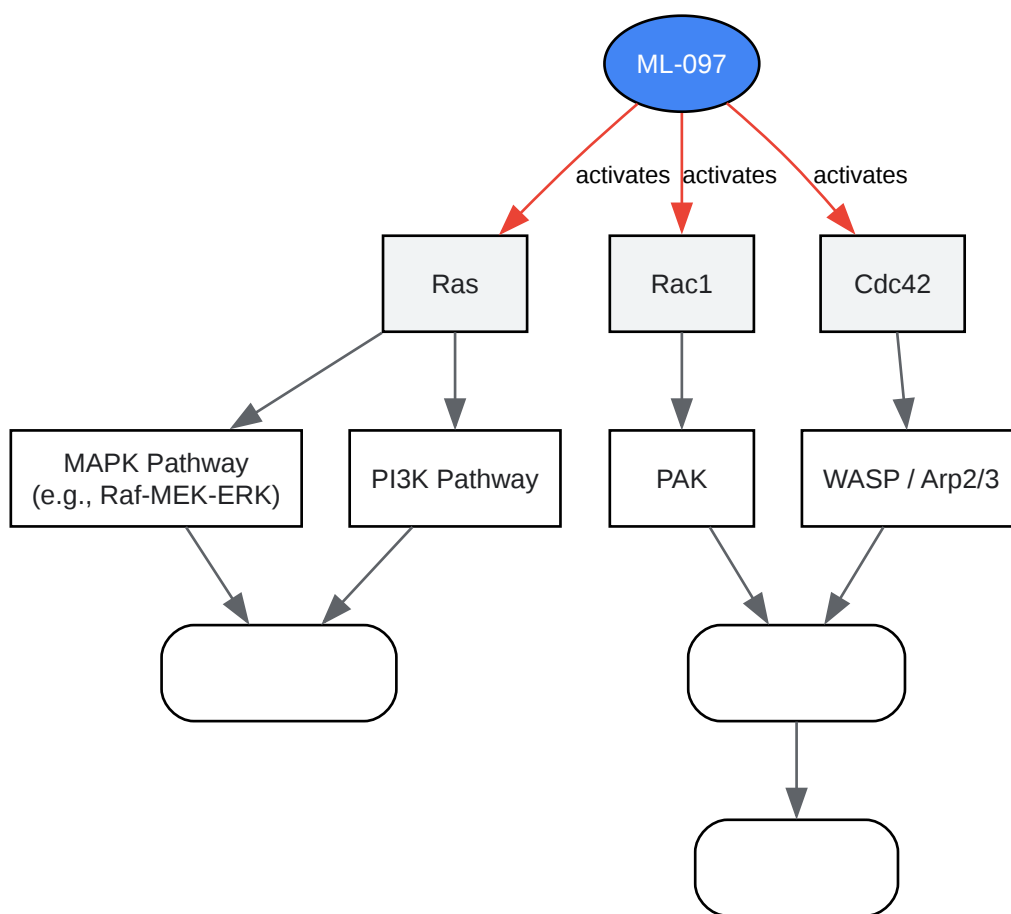 ML-097
activates
activates
activates
Ras
Rac1
Cdc42
MAPK Pathway
(e.g., Raf-MEK-ERK)
PI3K Pathway
PAK
WASP / Arp2/3